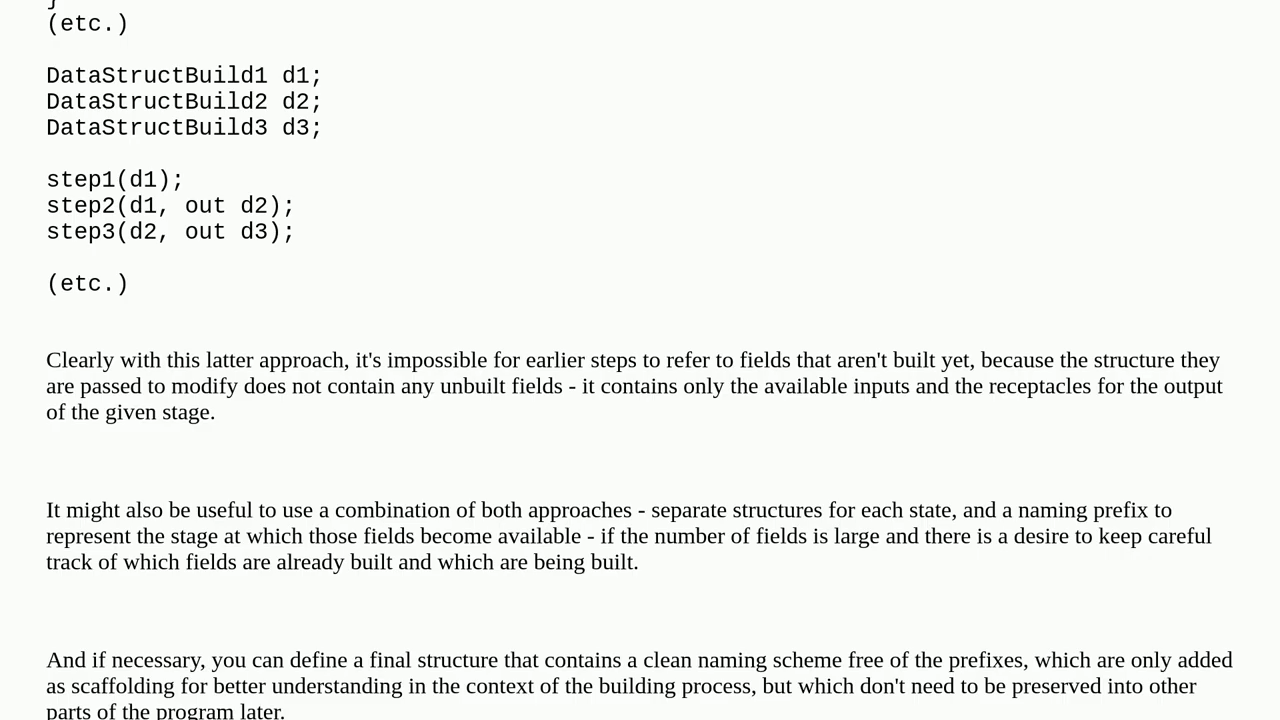 }
(etc.)
DataStructBuild1 d1;
DataStructBuild2 d2;
DataStructBuild3 d3;
step1(d1);
step2(d1, out d2);
step3(d2, out d3);
(etc.)
Clearly with this latter approach, it's impossible for earlier steps to refer to fields that aren't built yet, because the structure they
are passed to modify does not contain any unbuilt fields - it contains only the available inputs and the receptacles for the output
of the given stage.
It might also be useful to use a combination of both approaches - separate structures for each state, and a naming prefix to
represent the stage at which those fields become available - if the number of fields is large and there is a desire to keep careful
track of which fields are already built and which are being built.
And if necessary, you can define a final structure that contains a clean naming scheme free of the prefixes, which are only added
as scaffolding for better understanding in the context of the building process, but which don't need to be preserved into other
parts of the program later.